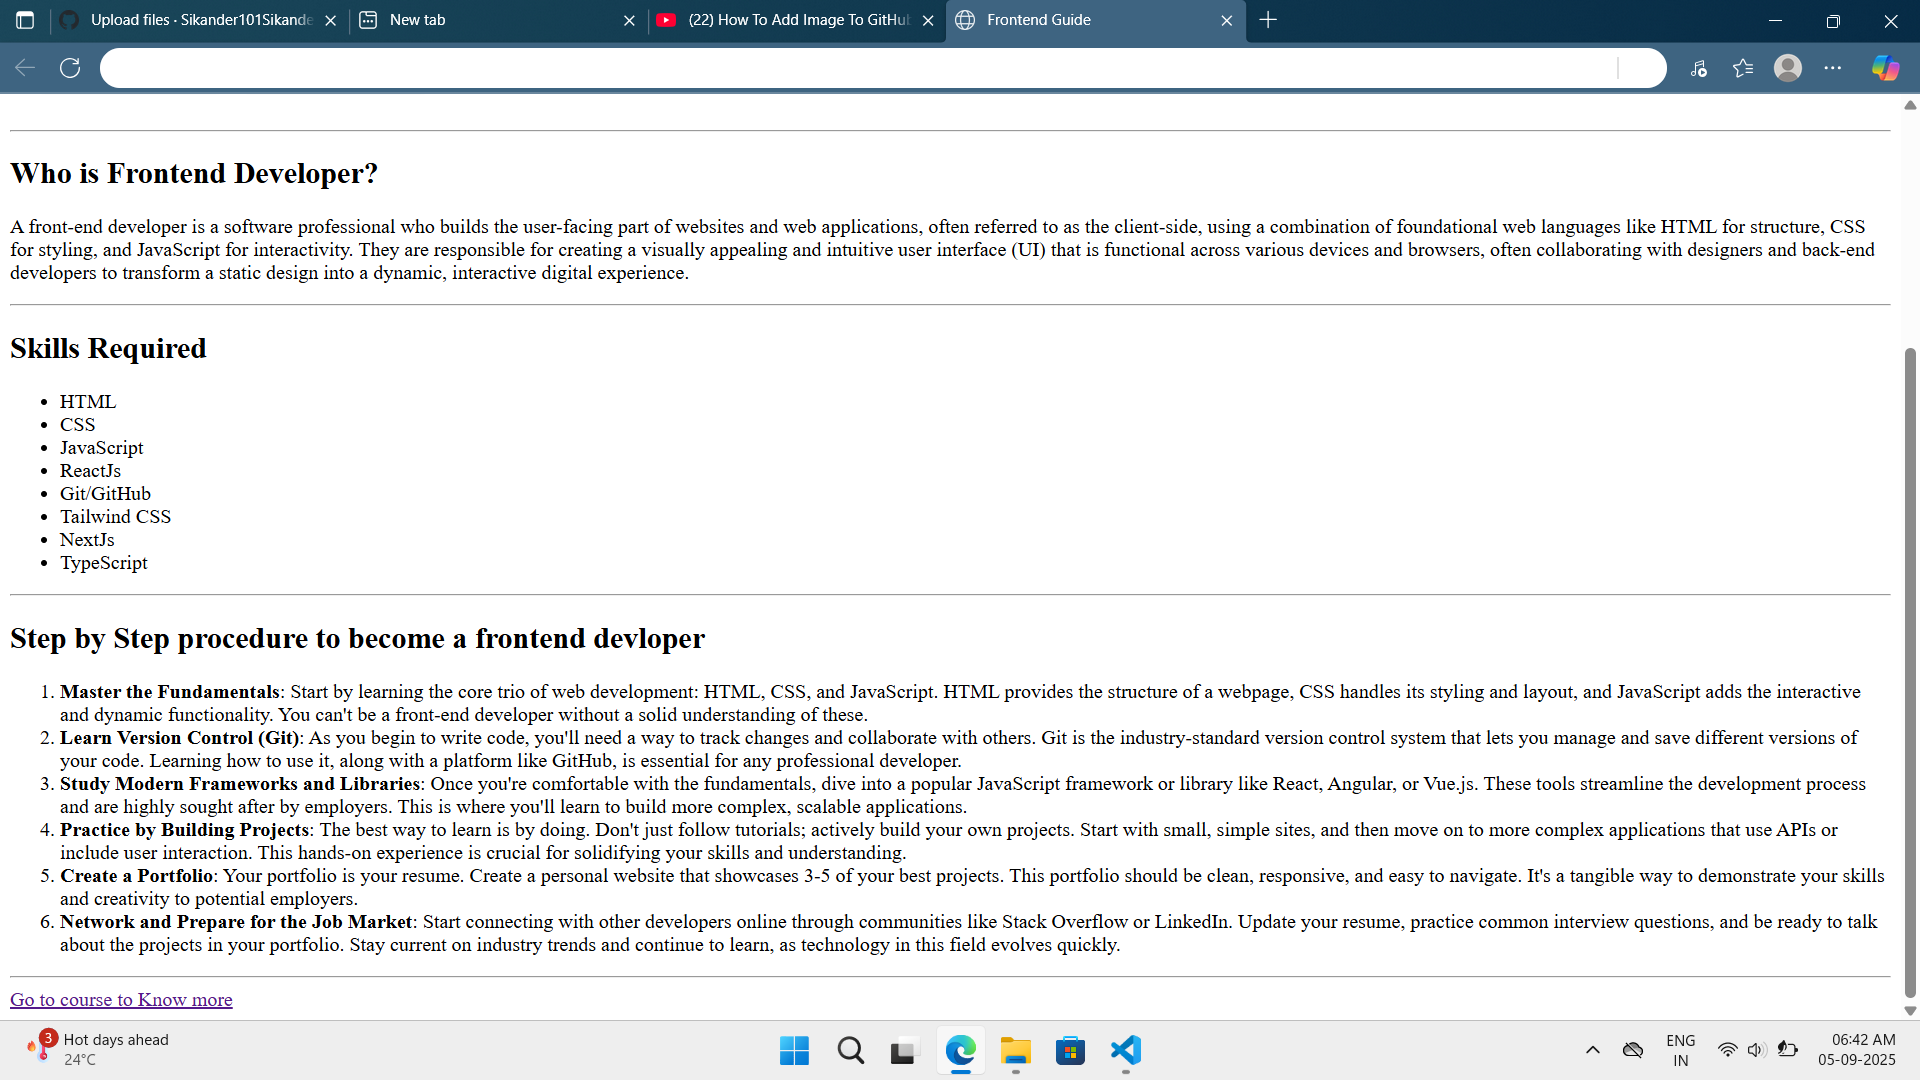 Upload files · Sikander101Sikande
New tab
(22) How To Add Image To GitHub
Frontend Guide
Who is Frontend Developer?
A front-end developer is a software professional who builds the user-facing part of websites and web applications, often referred to as the client-side, using a combination of foundational web languages like HTML for structure, CSS
for styling, and JavaScript for interactivity. They are responsible for creating a visually appealing and intuitive user interface (UI) that is functional across various devices and browsers, often collaborating with designers and back-end
developers to transform a static design into a dynamic, interactive digital experience.
Skills Required
• HTML
• CSS
• JavaScript
• ReactJs
• Git/GitHub
• Tailwind CSS
• NextJs
• TypeScript
Step by Step procedure to become a frontend devloper
1. Master the Fundamentals: Start by learning the core trio of web development: HTML, CSS, and JavaScript. HTML provides the structure of a webpage, CSS handles its styling and layout, and JavaScript adds the interactive
and dynamic functionality. You can't be a front-end developer without a solid understanding of these.
2. Learn Version Control (Git): As you begin to write code, you'll need a way to track changes and collaborate with others. Git is the industry-standard version control system that lets you manage and save different versions of
your code. Learning how to use it, along with a platform like GitHub, is essential for any professional developer.
3. Study Modern Frameworks and Libraries: Once you're comfortable with the fundamentals, dive into a popular JavaScript framework or library like React, Angular, or Vue.js. These tools streamline the development process
and are highly sought after by employers. This is where you'll learn to build more complex, scalable applications.
4. Practice by Building Projects: The best way to learn is by doing. Don't just follow tutorials; actively build your own projects. Start with small, simple sites, and then move on to more complex applications that use APIs or
include user interaction. This hands-on experience is crucial for solidifying your skills and understanding.
5. Create a Portfolio: Your portfolio is your resume. Create a personal website that showcases 3-5 of your best projects. This portfolio should be clean, responsive, and easy to navigate. It's a tangible way to demonstrate your skills
and creativity to potential employers.
6. Network and Prepare for the Job Market: Start connecting with other developers online through communities like Stack Overflow or LinkedIn. Update your resume, practice common interview questions, and be ready to talk
about the projects in your portfolio. Stay current on industry trends and continue to learn, as technology in this field evolves quickly.
Go to course to Know more
3
Hot days ahead
24°C
ENG
IN
06:42 AM
05-09-2025